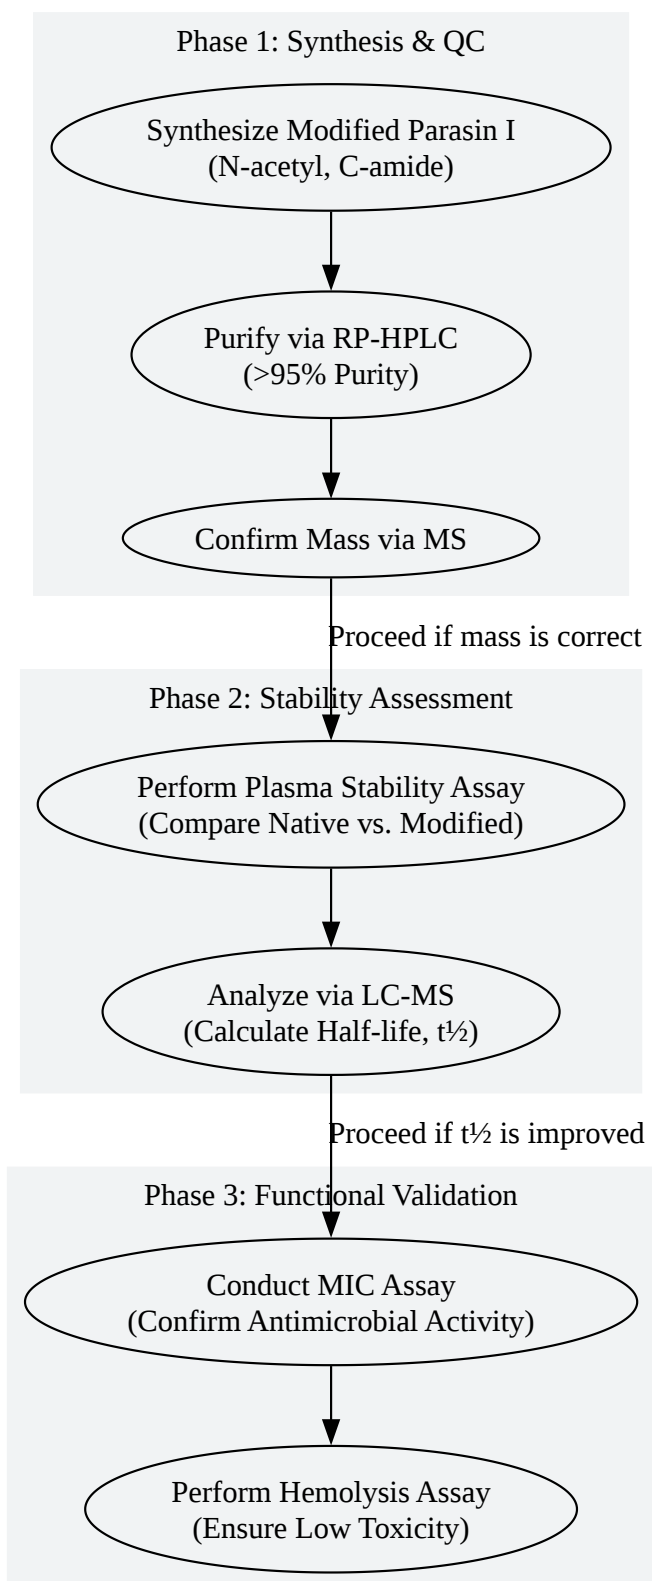 Phase 1: Synthesis & QC
Synthesize Modified Parasin I
(N-acetyl, C-amide)
Purify via RP-HPLC
(>95% Purity)
Confirm Mass via MS
Proceed if mass is correct
Phase 2: Stability Assessment
Perform Plasma Stability Assay
(Compare Native vs. Modified)
Analyze via LC-MS
(Calculate Half-life, t½)
Proceed if t½ is improved
Phase 3: Functional Validation
Conduct MIC Assay
(Confirm Antimicrobial Activity)
Perform Hemolysis Assay
(Ensure Low Toxicity)